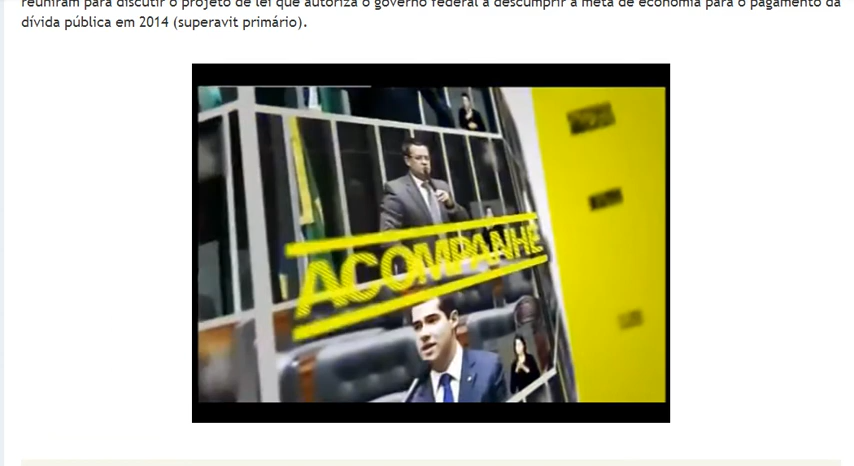 reuniram para discutir o projeto de lei que autoriza o governo federal a descumprir a meta de economia para o pagamento da
dívida pública em 2014 (superavit primário).
ACOMPANHE